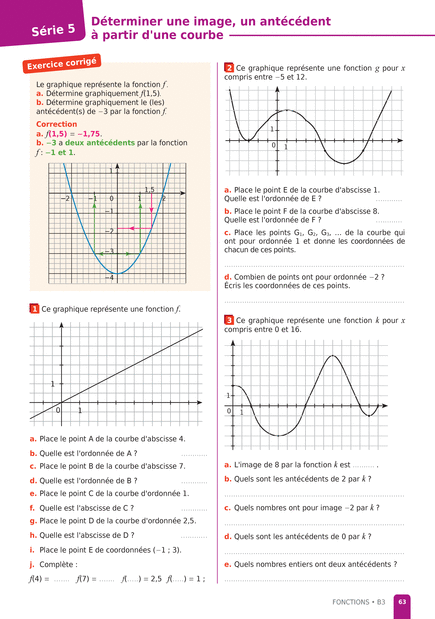 Série 5
Déterminer une image, un antécédent
à partir d'une courbe
Exercice corrigé
Le graphique représente la fonction f.
a. Détermine graphiquement f(1,5).
b. Détermine graphiquement le (les)
antécédent(s) de −3 par la fonction f.
Correction
a. f(1,5) = −1,75.
b. −3 a deux antécédents par la fonction
f : −1 et 1.
1
1,5
−2 −1 0 1 2
−1
−2
−3
−4
1 Ce graphique représente une fonction f.
1
0 1
a. Place le point A de la courbe d'abscisse 4.
b. Quelle est l'ordonnée de A ? ............
c. Place le point B de la courbe d'abscisse 7.
d. Quelle est l'ordonnée de B ? ............
e. Place le point C de la courbe d'ordonnée 1.
f. Quelle est l'abscisse de C ? ............
g. Place le point D de la courbe d'ordonnée 2,5.
h. Quelle est l'abscisse de D ? ............
i. Place le point E de coordonnées (−1 ; 3).
j. Complète :
f(4) = ....... f(7) = ....... f(.....) = 2,5 f(.....) = 1 ;
2 Ce graphique représente une fonction g pour x
compris entre −5 et 12.
1
0 1
a. Place le point E de la courbe d'abscisse 1.
Quelle est l'ordonnée de E ? ............
b. Place le point F de la courbe d'abscisse 8.
Quelle est l'ordonnée de F ? ............
c. Place les points G₁, G₂, G₃, ... de la courbe qui
ont pour ordonnée 1 et donne les coordonnées de
chacun de ces points.
d. Combien de points ont pour ordonnée −2 ?
Écris les coordonnées de ces points.
3 Ce graphique représente une fonction k pour x
compris entre 0 et 16.
1
0 1
a. L'image de 8 par la fonction k est ......... .
b. Quels sont les antécédents de 2 par k ?
c. Quels nombres ont pour image −2 par k ?
d. Quels sont les antécédents de 0 par k ?
e. Quels nombres entiers ont deux antécédents ?
FONCTIONS • B3 63